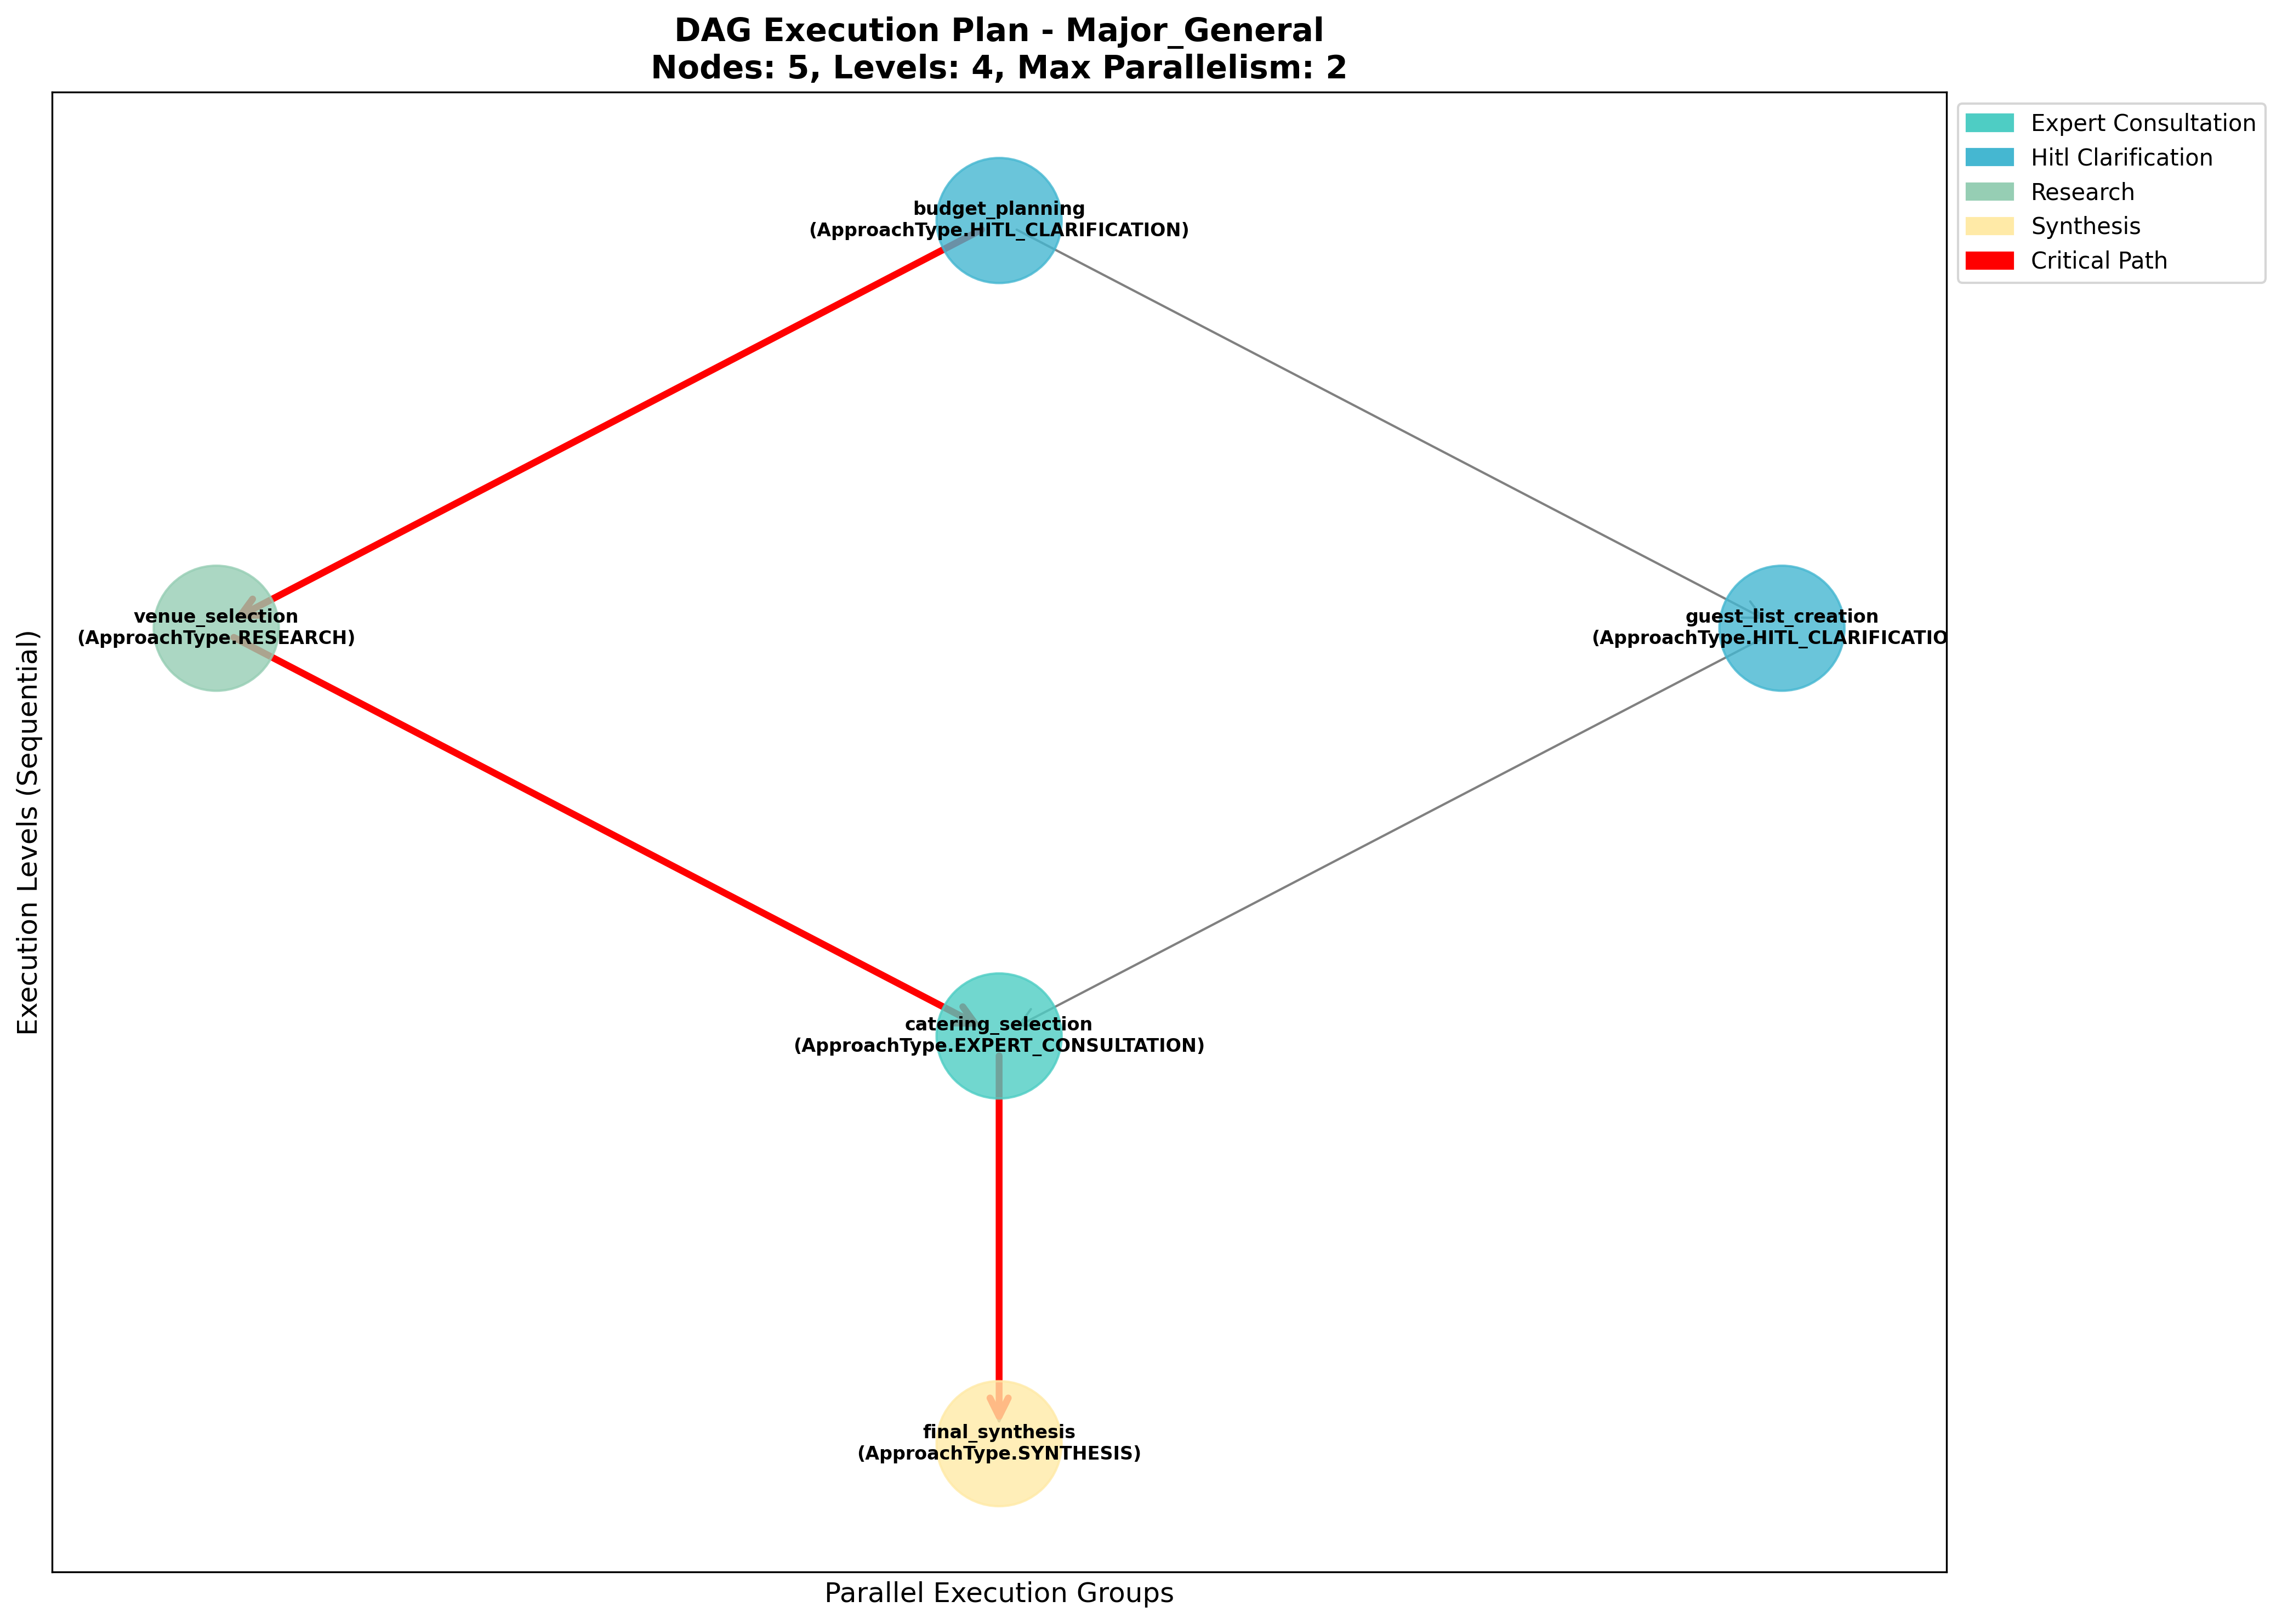 DAG Execution Plan - Major_General
Nodes: 5, Levels: 4, Max Parallelism: 2
Expert Consultation
Hitl Clarification
Research
Synthesis
Critical Path
budget_planning
(ApproachType.HITL_CLARIFICATION)
venue_selection
(ApproachType.RESEARCH)
guest_list_creation
(ApproachType.HITL_CLARIFICATIO
catering_selection
(ApproachType.EXPERT_CONSULTATION)
final_synthesis
(ApproachType.SYNTHESIS)
Execution Levels (Sequential)
Parallel Execution Groups